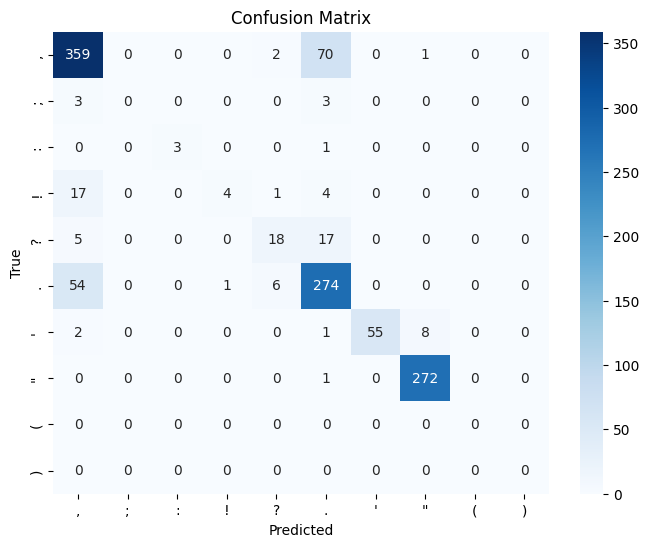 Confusion Matrix
, 359 0 0 0 2 70 0 1 0 0
; 3 0 0 0 0 3 0 0 0 0
: 0 0 3 0 0 1 0 0 0 0
! 17 0 0 4 1 4 0 0 0 0
? 5 0 0 0 18 17 0 0 0 0
. 54 0 0 1 6 274 0 0 0 0
' 2 0 0 0 0 1 55 8 0 0
" 0 0 0 0 0 1 0 272 0 0
( 0 0 0 0 0 0 0 0 0 0
) 0 0 0 0 0 0 0 0 0 0
, ; : ! ? . ' " ( )
Predicted
True
350
300
250
200
150
100
50
0